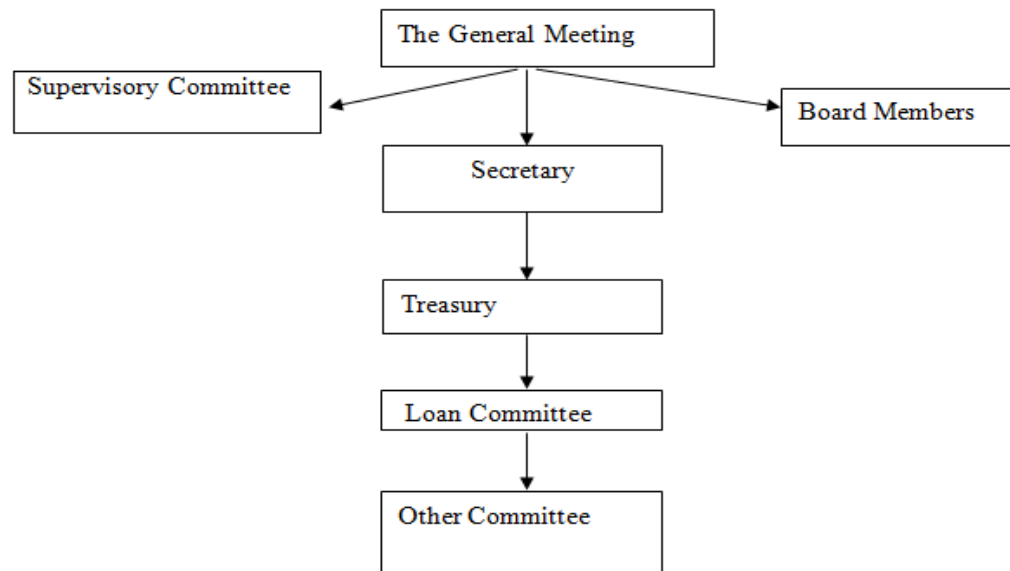 The General Meeting
Supervisory Committee
Board Members
Secretary
Treasury
Loan Committee
Other Committee